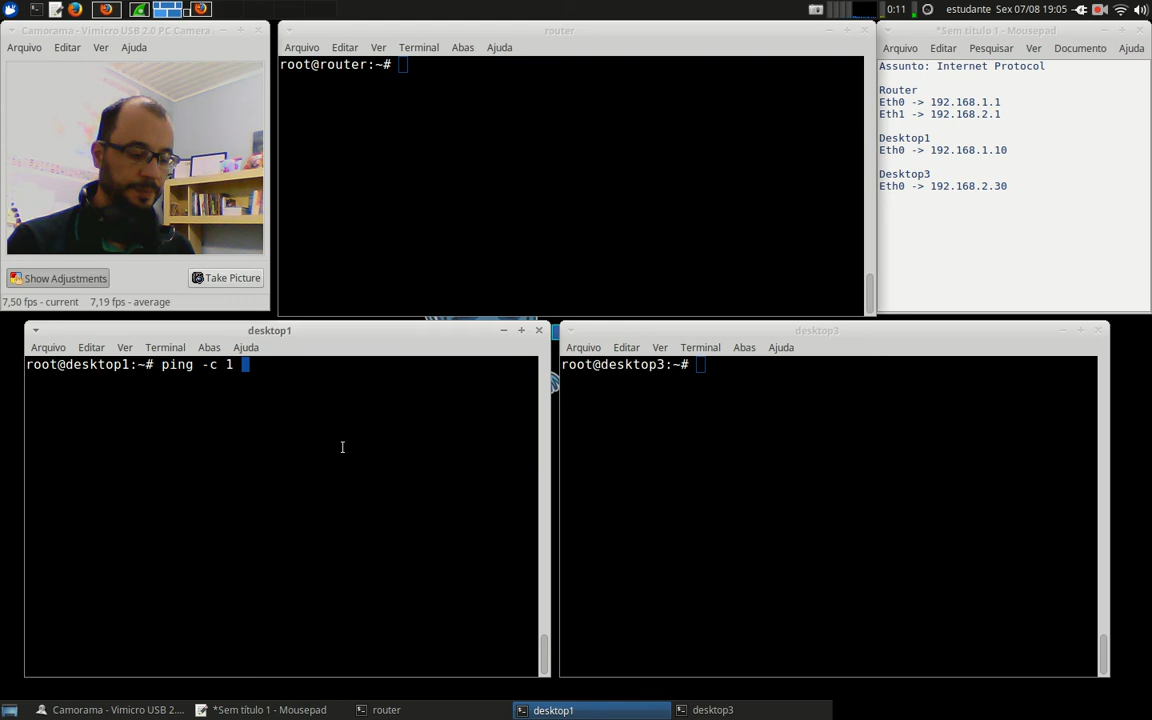 0:11 estudante Sex 07/08 19:05
Camorama - Vimicro USB 2.0 PC Camera
Arquivo Editar Ver Ajuda
Show Adjustments Take Picture
7,50 fps - current 7,19 fps - average
router
Arquivo Editar Ver Terminal Abas Ajuda
root@router:~#
*Sem título 1 - Mousepad
Arquivo Editar Pesquisar Ver Documento Ajuda
Assunto: Internet Protocol
Router
Eth0 -> 192.168.1.1
Eth1 -> 192.168.2.1
Desktop1
Eth0 -> 192.168.1.10
Desktop3
Eth0 -> 192.168.2.30
desktop1
Arquivo Editar Ver Terminal Abas Ajuda
root@desktop1:~# ping -c 1
desktop3
Arquivo Editar Ver Terminal Abas Ajuda
root@desktop3:~#
Camorama - Vimicro USB 2.... *Sem título 1 - Mousepad router desktop1 desktop3